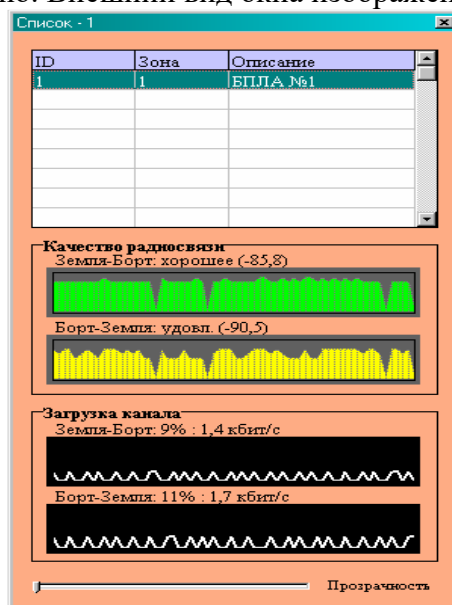 но. Внешний вид окна изображен
Список - 1
ID Зона Описание
1 1 БПЛА №1
Качество радиосвязи
Земля-Борт: хорошее (-85,8)
Борт-Земля: удовл. (-90,5)
Загрузка канала
Земля-Борт: 9% : 1,4 кбит/с
Борт-Земля: 11% : 1,7 кбит/с
Прозрачность